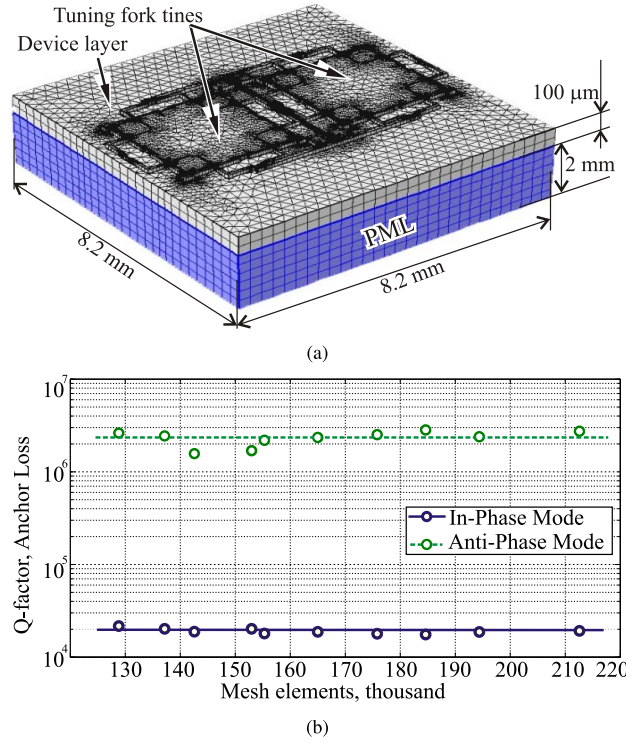 Tuning fork tines
Device layer
100 μm
2 mm
PML
8.2 mm
8.2 mm
(a)
10^7
10^6
10^5
10^4
Q-factor, Anchor Loss
In-Phase Mode
Anti-Phase Mode
130 140 150 160 170 180 190 200 210 220
Mesh elements, thousand
(b)